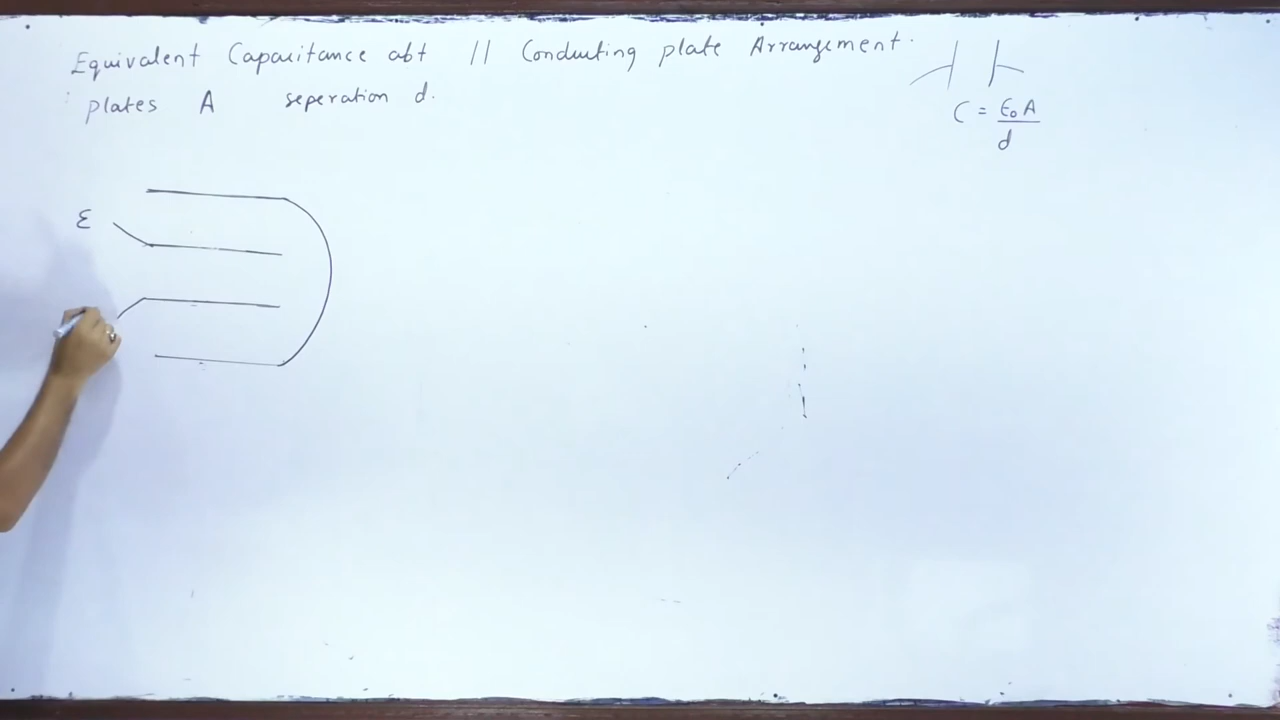 Equivalent Capacitance abt // Conducting plate Arrangement.
plates A seperation d.
C = ε₀A
d
ε